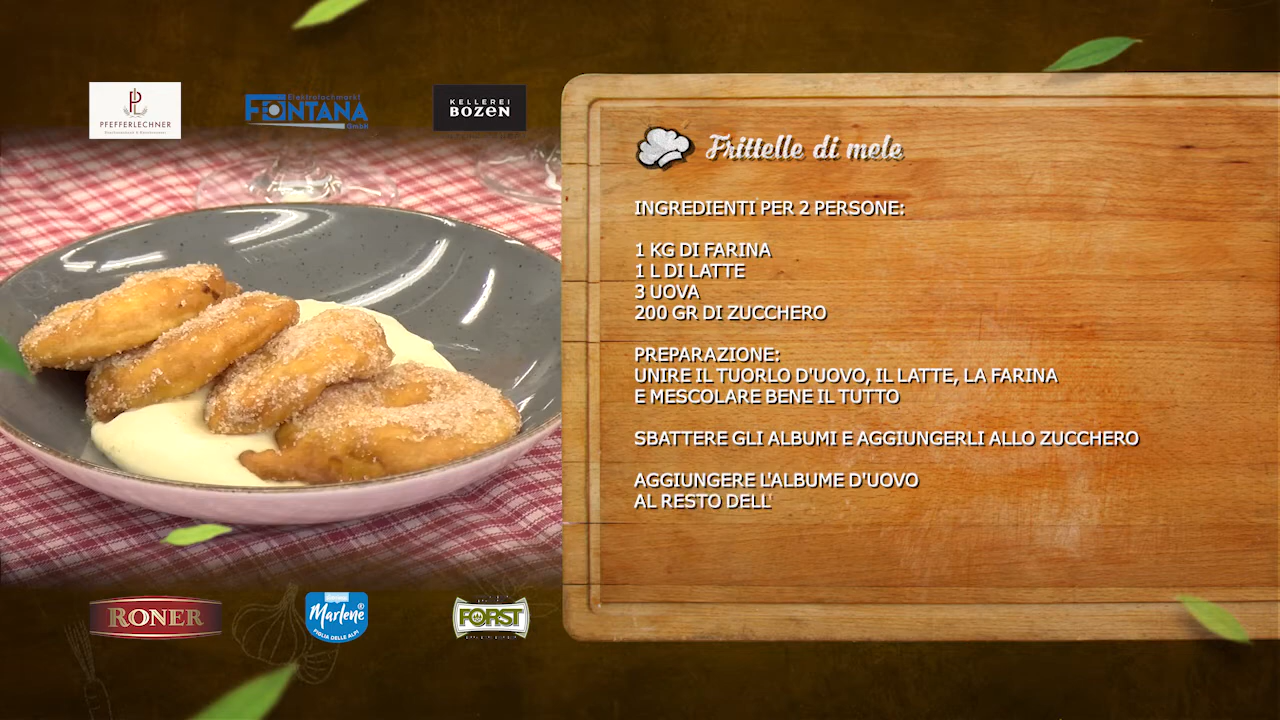 PFEFFERLECHNER
Elektrofachmarkt
FONTANA
GmbH
KELLEREI
BOZEN
Frittelle di mele
INGREDIENTI PER 2 PERSONE:
1 KG DI FARINA
1 L DI LATTE
3 UOVA
200 GR DI ZUCCHERO
PREPARAZIONE:
UNIRE IL TUORLO D'UOVO, IL LATTE, LA FARINA
E MESCOLARE BENE IL TUTTO
SBATTERE GLI ALBUMI E AGGIUNGERLI ALLO ZUCCHERO
AGGIUNGERE L'ALBUME D'UOVO
AL RESTO DELL'
RONER
Marlene®
FIGLIA DELLE ALPI
FORST